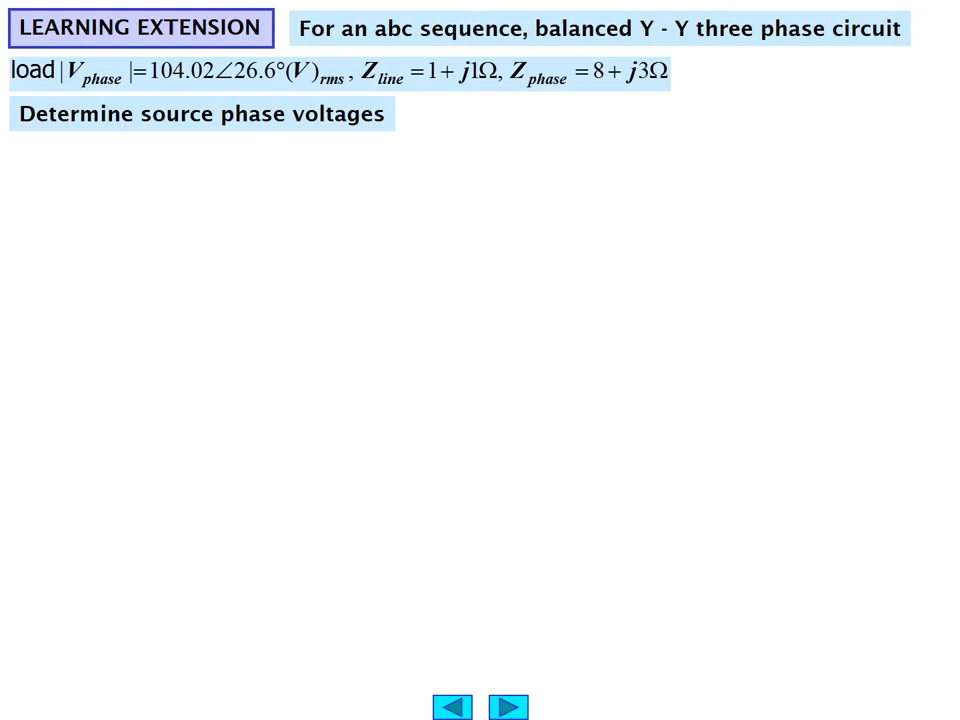 LEARNING EXTENSION
For an abc sequence, balanced Y - Y three phase circuit
load |V_phase |= 104.02∠26.6°(V)_rms , Z_line = 1 + j1Ω, Z_phase = 8 + j3Ω
Determine source phase voltages